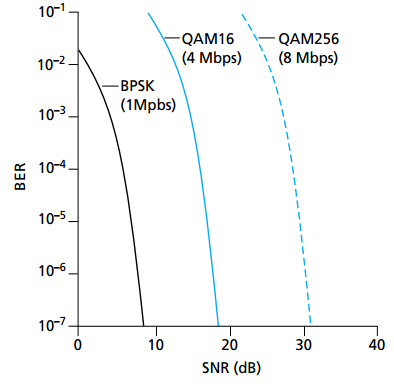 10⁻¹
10⁻²
10⁻³
10⁻⁴
10⁻⁵
10⁻⁶
10⁻⁷
BER
QAM16
(4 Mbps)
QAM256
(8 Mbps)
BPSK
(1Mpbs)
0 10 20 30 40
SNR (dB)